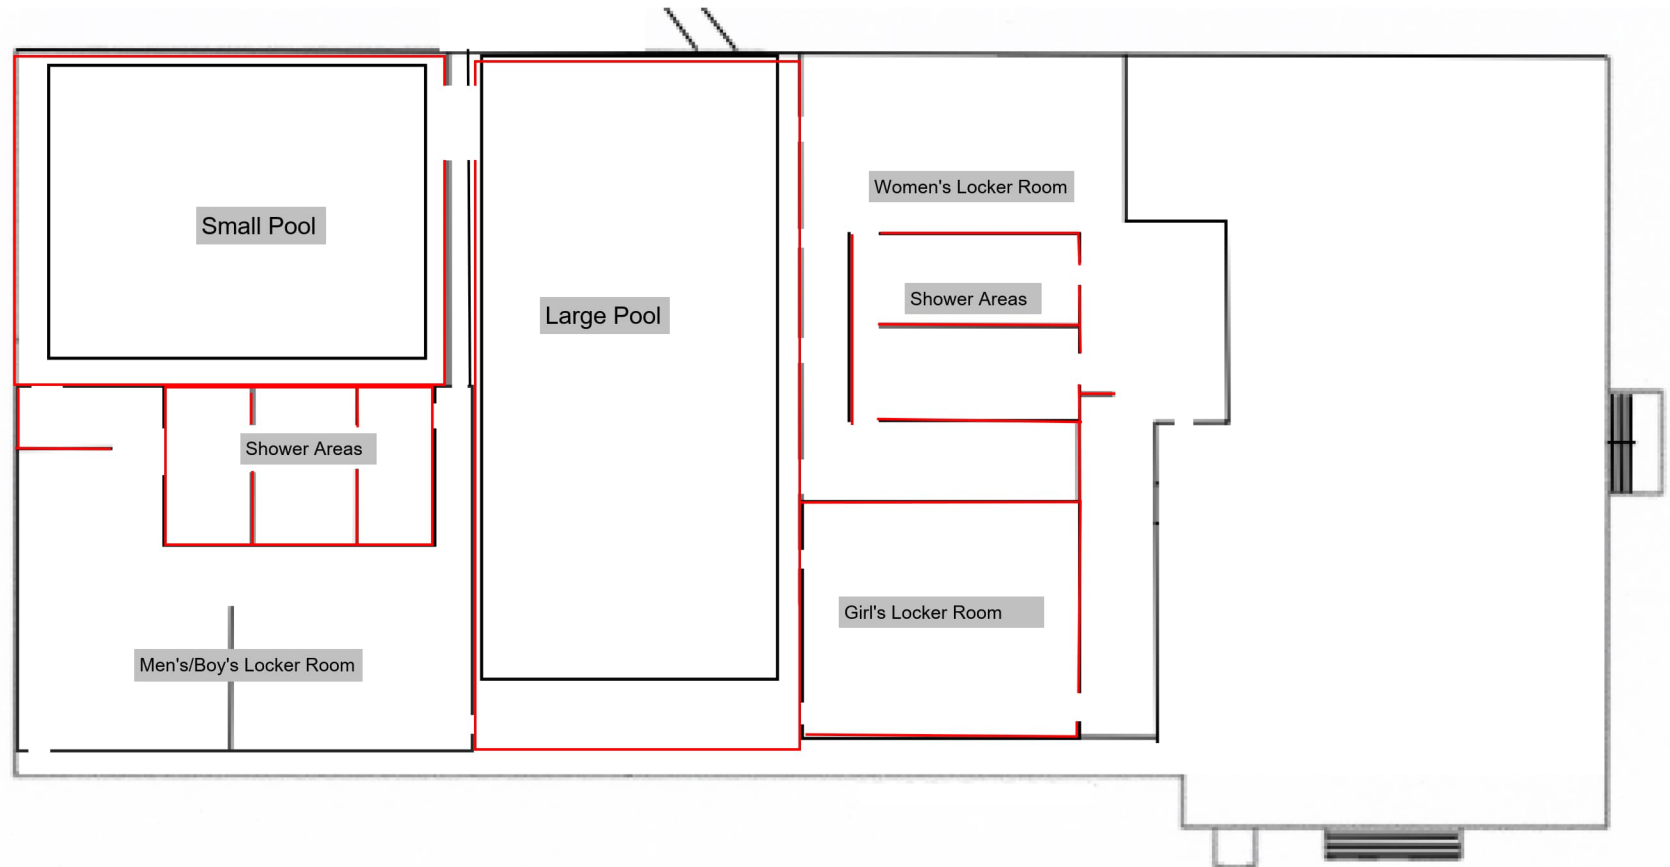 Women's Locker Room
Small Pool
Shower Areas
Large Pool
Shower Areas
Girl's Locker Room
Men's/Boy's Locker Room